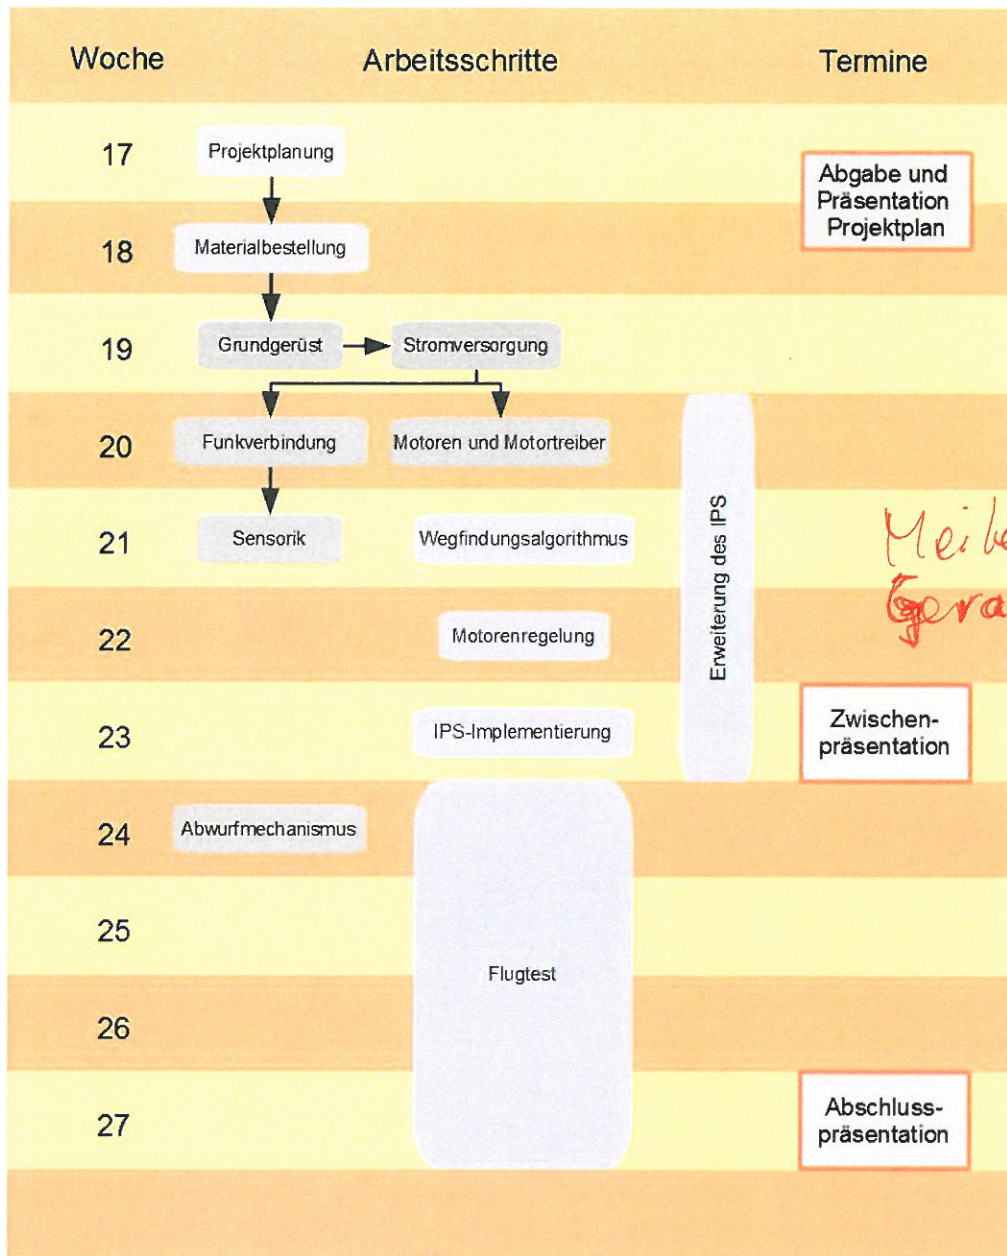 Woche Arbeitsschritte Termine
17 Projektplanung
Abgabe und
Präsentation
Projektplan
18 Materialbestellung
19 Grundgerüst Stromversorgung
20 Funkverbindung Motoren und Motortreiber
Erweiterung des IPS
21 Sensorik Wegfindungsalgorithmus
22 Motorenregelung
23 IPS-Implementierung
Zwischen-
präsentation
24 Abwurfmechanismus
25
Flugtest
26
27
Abschluss-
präsentation